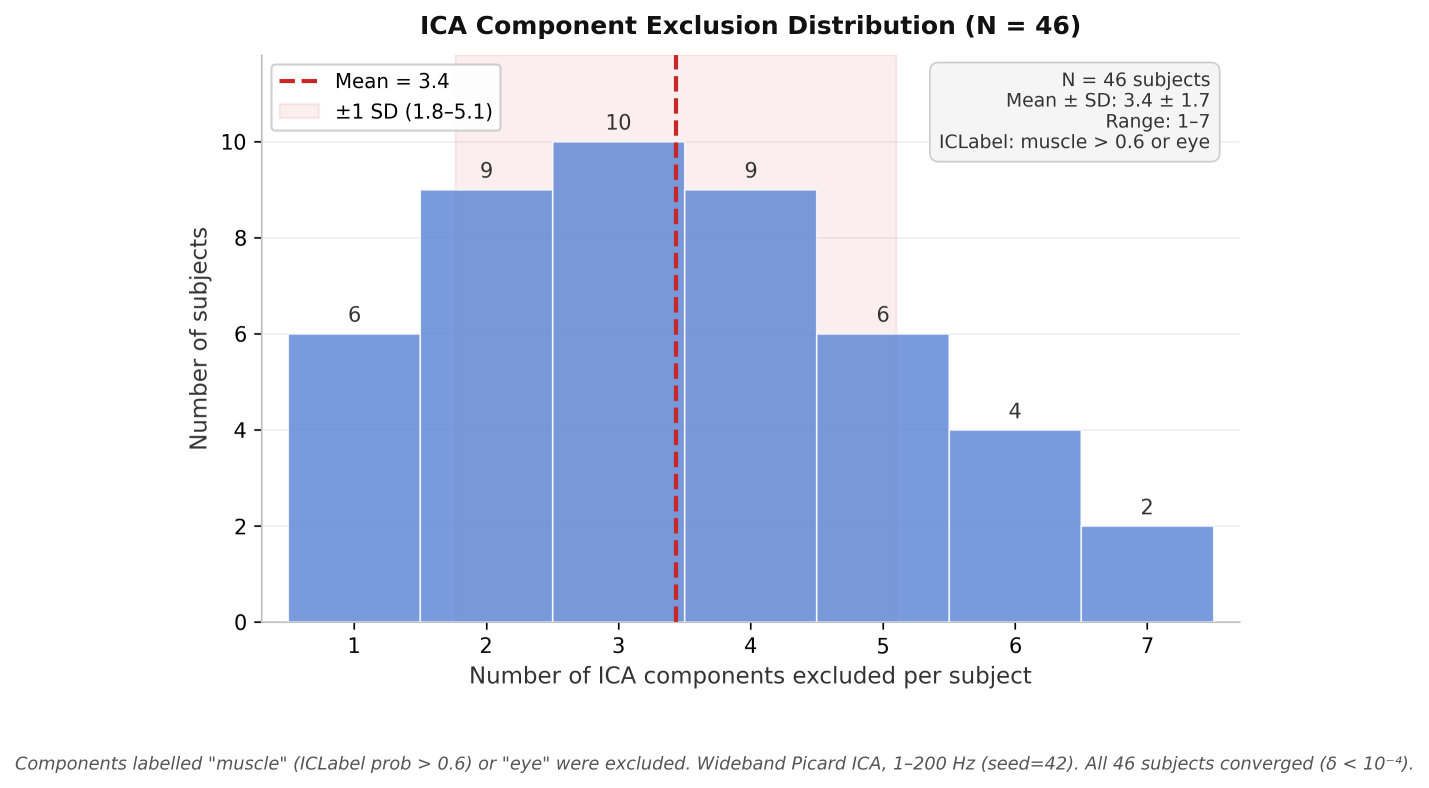 ICA Component Exclusion Distribution (N = 46)
Mean = 3.4
±1 SD (1.8–5.1)
N = 46 subjects
Mean ± SD: 3.4 ± 1.7
Range: 1–7
ICLabel: muscle > 0.6 or eye
Number of subjects
10
8
6
4
2
0
6
9
10
9
6
4
2
1 2 3 4 5 6 7
Number of ICA components excluded per subject
Components labelled "muscle" (ICLabel prob > 0.6) or "eye" were excluded. Wideband Picard ICA, 1–200 Hz (seed=42). All 46 subjects converged (δ < 10⁻⁴).